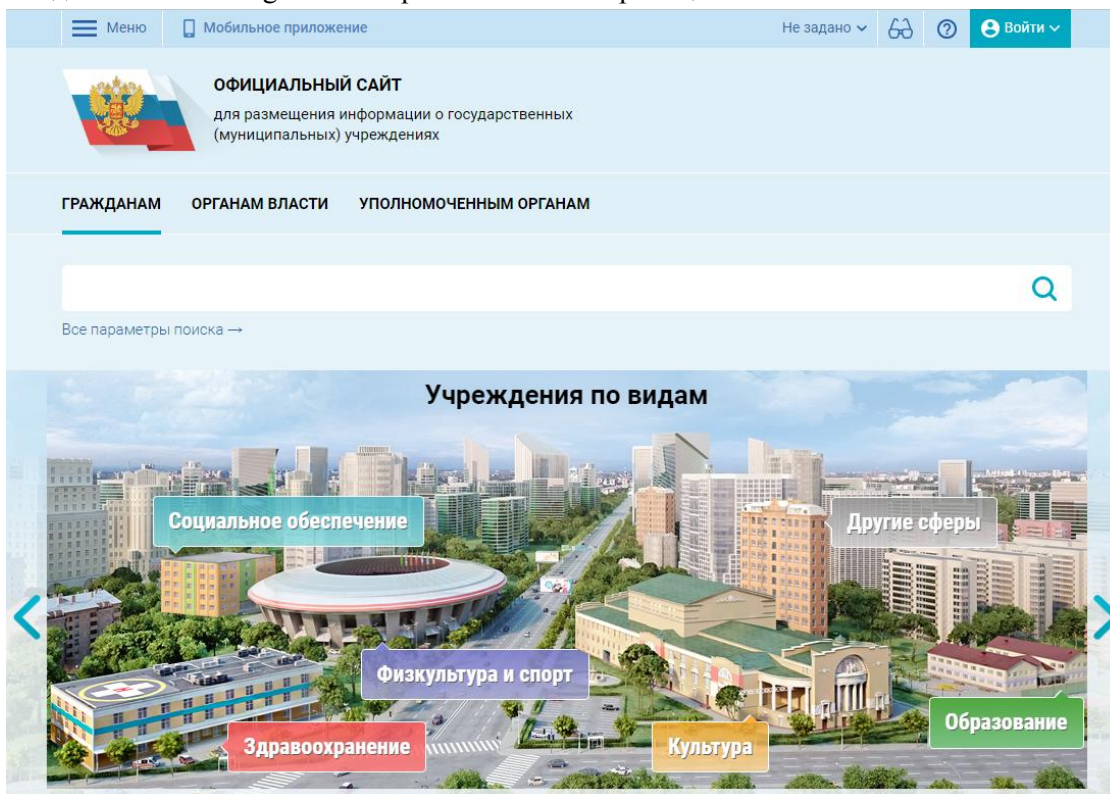 Меню
Мобильное приложение
Не задано
Войти
ОФИЦИАЛЬНЫЙ САЙТ
для размещения информации о государственных
(муниципальных) учреждениях
ГРАЖДАНАМ
ОРГАНАМ ВЛАСТИ
УПОЛНОМОЧЕННЫМ ОРГАНАМ
Все параметры поиска →
Учреждения по видам
Социальное обеспечение
Другие сферы
Физкультура и спорт
Образование
Здравоохранение
Культура